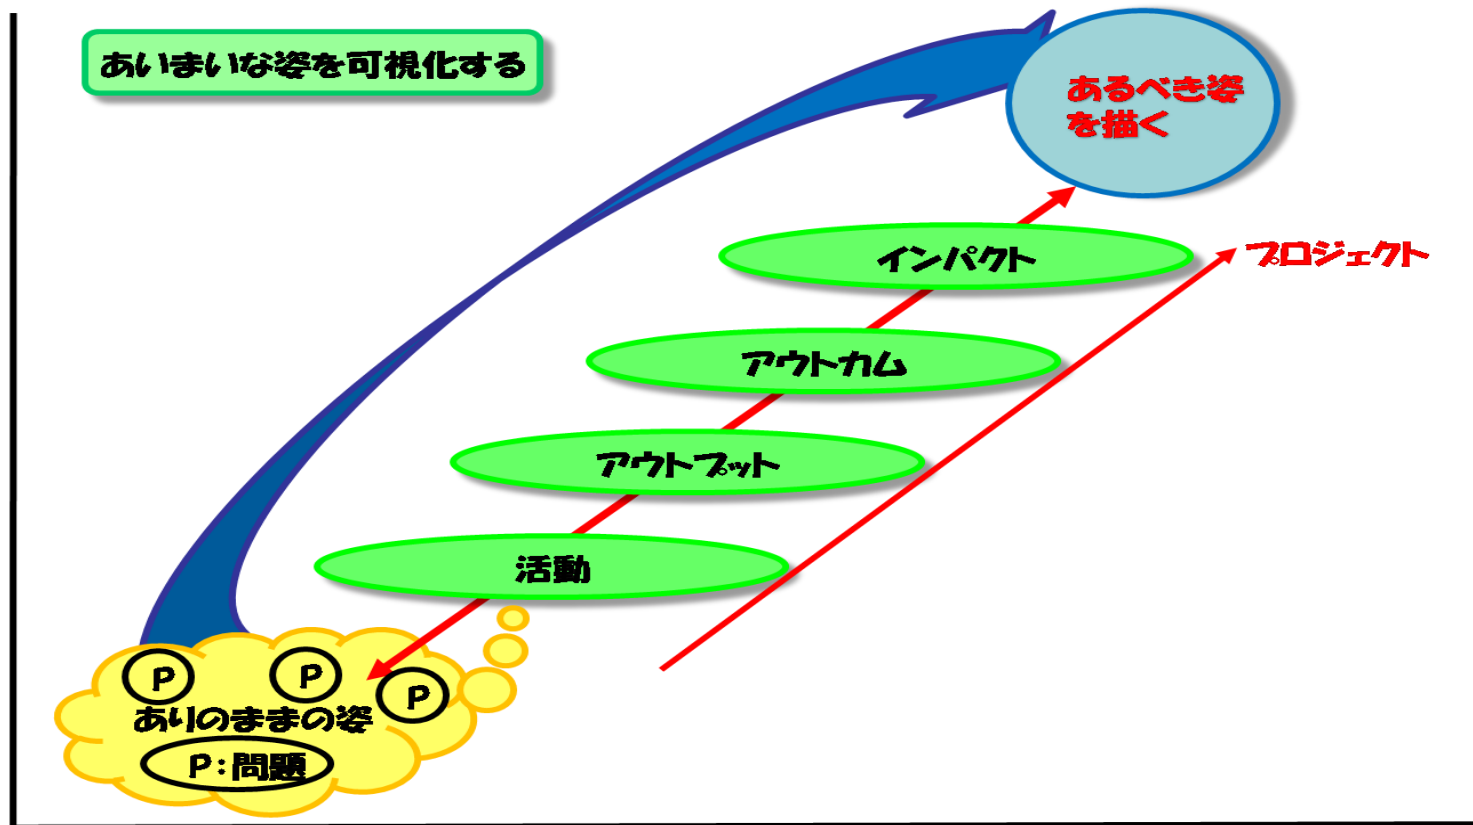 あいまいな姿を可視化する
あるべき姿
を描く
インパクト
プロジェクト
アウトカム
アウトプット
活動
P
P
P
ありのままの姿
P:問題